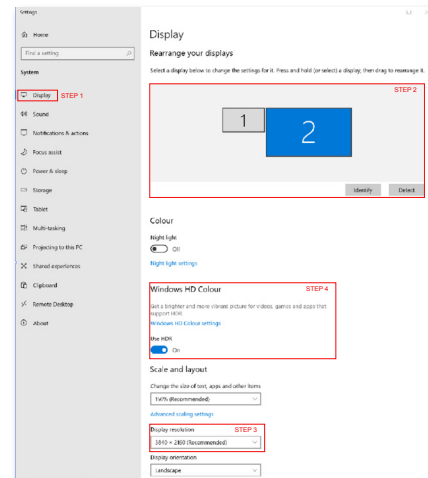 Settings
Home
Find a setting
System
Display STEP 1
Sound
Notifications & actions
Focus assist
Power & sleep
Storage
Tablet
Multi-tasking
Projecting to this PC
Shared experiences
Clipboard
Remote Desktop
About
Display
Rearrange your displays
Select a display below to change the settings for it. Press and hold (or select) a display, then drag to rearrange it.
STEP 2
1
2
Identify Detect
Colour
Night light
Off
Night light settings
Windows HD Colour STEP 4
Get a brighter and more vibrant picture for videos, games and apps that
support HDR.
Windows HD Colour settings
Use HDR
On
Scale and layout
Change the size of text, apps and other items
150% (Recommended)
Advanced scaling settings
Display resolution STEP 3
3840 × 2160 (Recommended)
Display orientation
Landscape